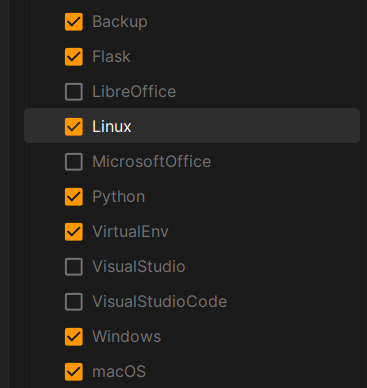 Backup
Flask
LibreOffice
Linux
MicrosoftOffice
Python
VirtualEnv
VisualStudio
VisualStudioCode
Windows
macOS